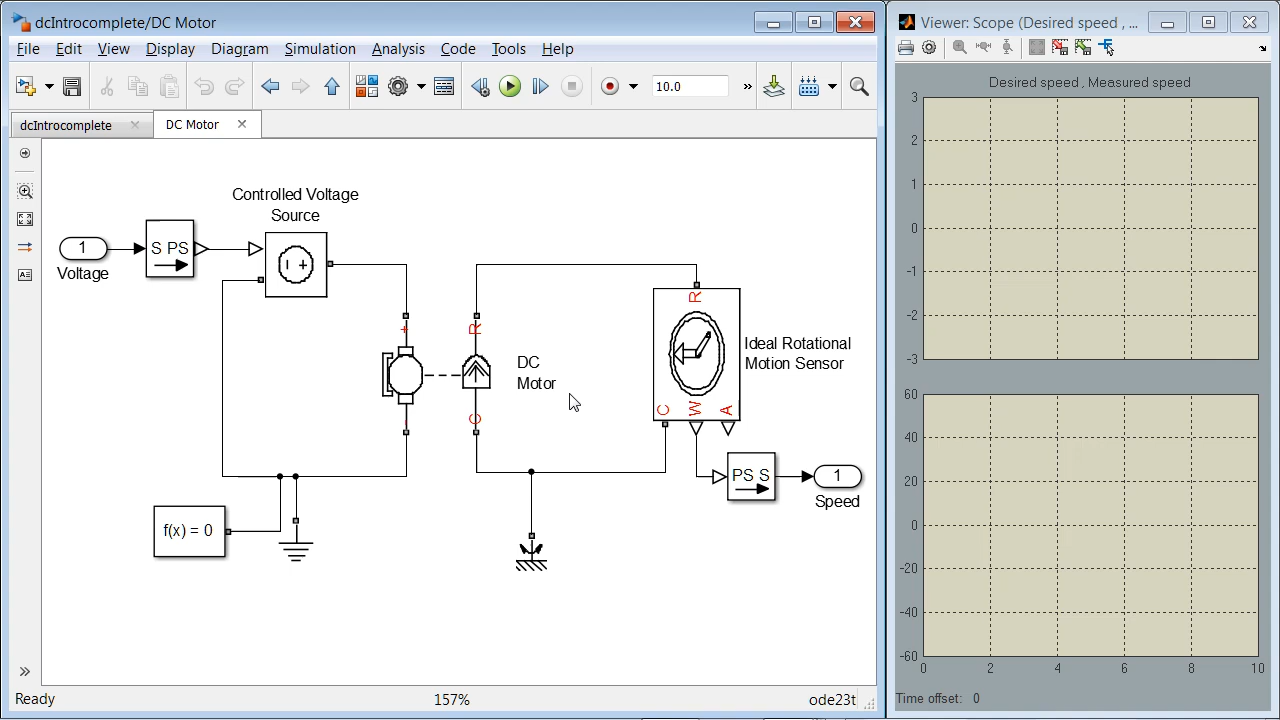 dcIntrocomplete/DC Motor
File Edit View Display Diagram Simulation Analysis Code Tools Help
10.0
»
dcIntrocomplete
DC Motor
Controlled Voltage
Source
1
Voltage
S PS
+
R
C
DC
Motor
R
C
W
A
Ideal Rotational
Motion Sensor
PS S
1
Speed
f(x) = 0
»
Ready
157%
ode23t
Viewer: Scope (Desired speed , ...
Desired speed , Measured speed
3
2
1
0
-1
-2
-3
60
40
20
0
-20
-40
-60
0 2 4 6 8 10
Time offset: 0